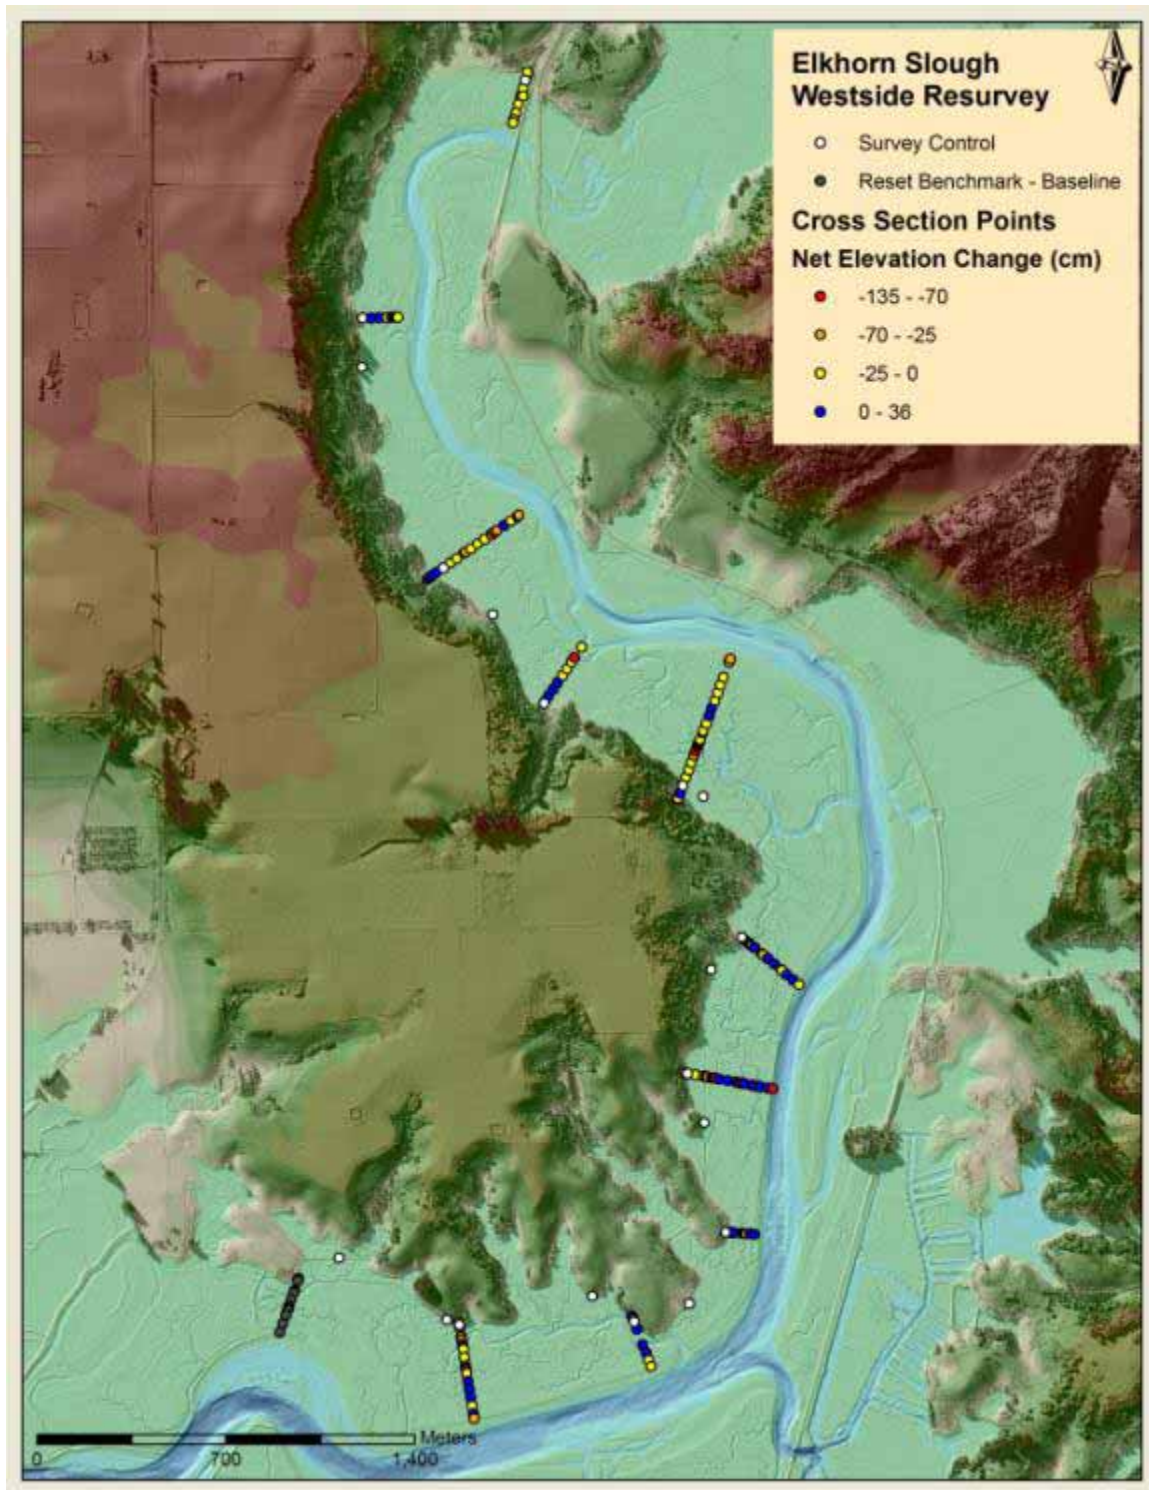 Elkhorn Slough
Westside Resurvey
Survey Control
Reset Benchmark - Baseline
Cross Section Points
Net Elevation Change (cm)
-135 - -70
-70 - -25
-25 - 0
0 - 36
Meters
0 700 1,400